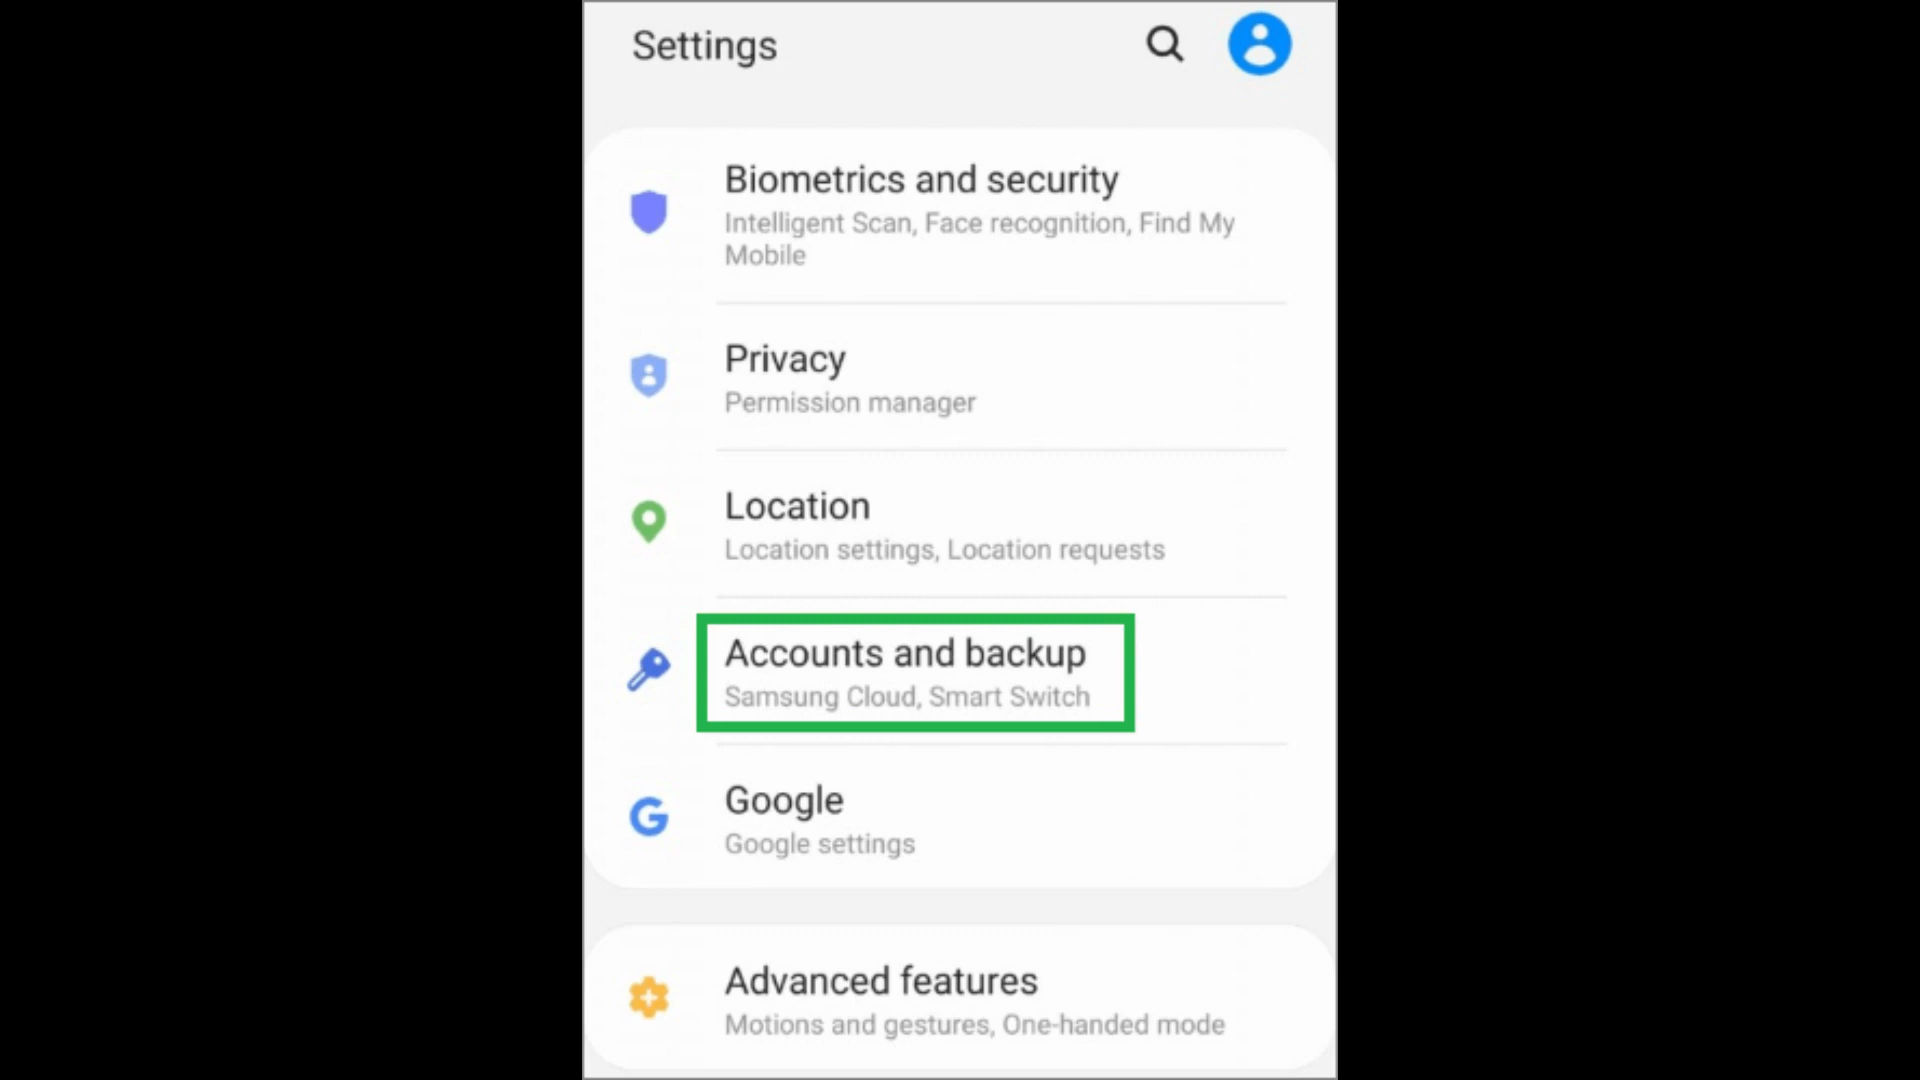 Settings
Biometrics and security
Intelligent Scan, Face recognition, Find My
Mobile
Privacy
Permission manager
Location
Location settings, Location requests
Accounts and backup
Samsung Cloud, Smart Switch
Google
Google settings
Advanced features
Motions and gestures, One-handed mode